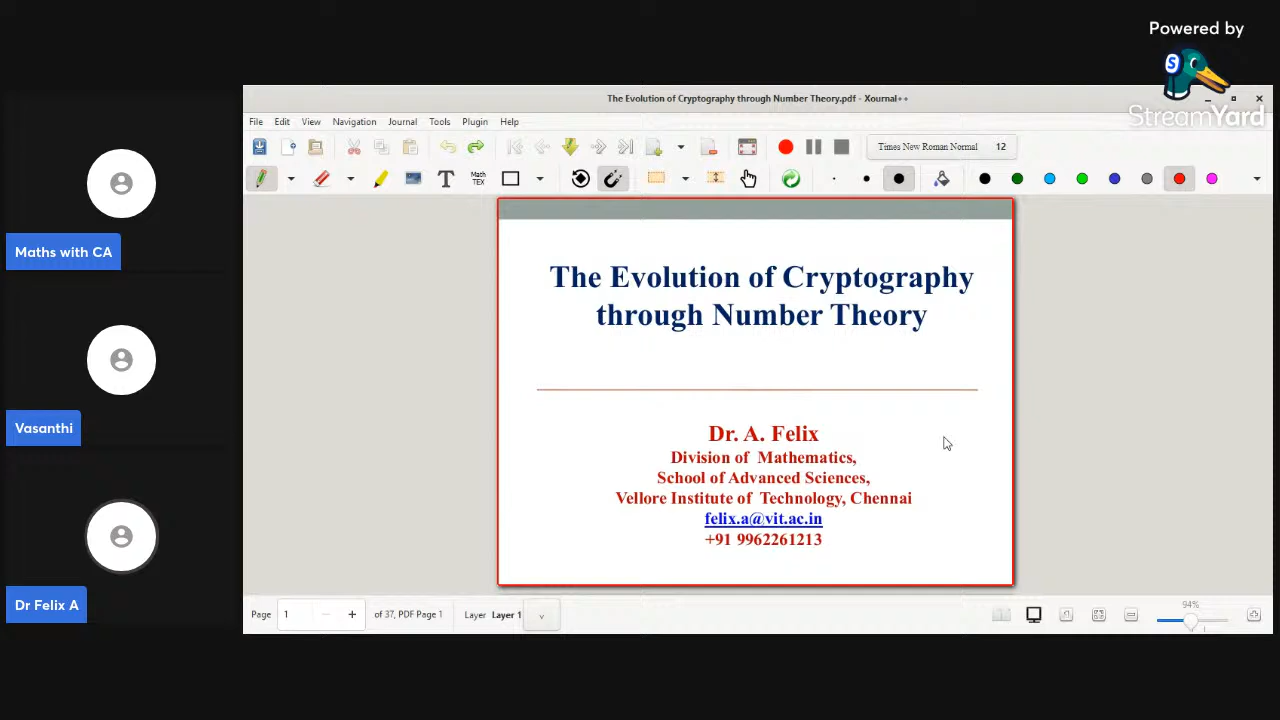 Powered by
S
StreamYard
The Evolution of Cryptography through Number Theory.pdf - Xournal++
File Edit View Navigation Journal Tools Plugin Help
Times New Roman Normal 12
T
Math
TEX
The Evolution of Cryptography
through Number Theory
Dr. A. Felix
Division of Mathematics,
School of Advanced Sciences,
Vellore Institute of Technology, Chennai
felix.a@vit.ac.in
+91 9962261213
Page 1 − + of 37, PDF Page 1 Layer Layer 1
94%
Maths with CA
Vasanthi
Dr Felix A